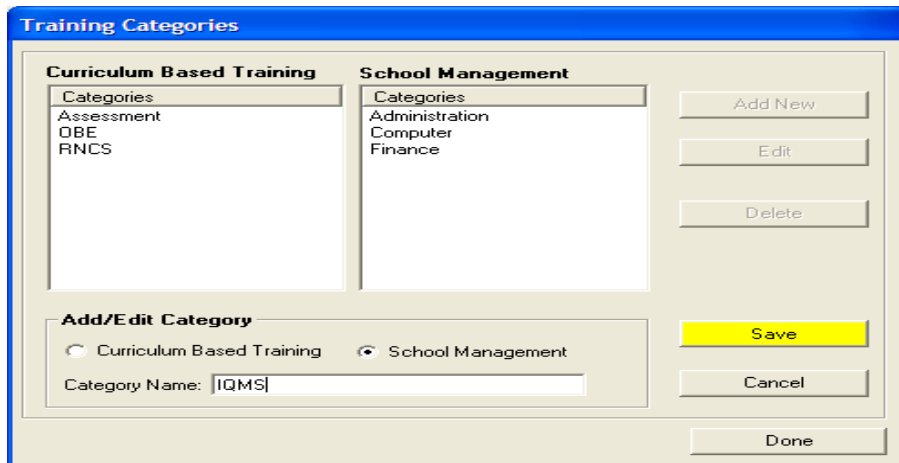 Training Categories
Curriculum Based Training
Categories
Assessment
OBE
RNCS
School Management
Categories
Administration
Computer
Finance
Add New
Edit
Delete
Add/Edit Category
Curriculum Based Training
School Management
Category Name: IQMS
Save
Cancel
Done